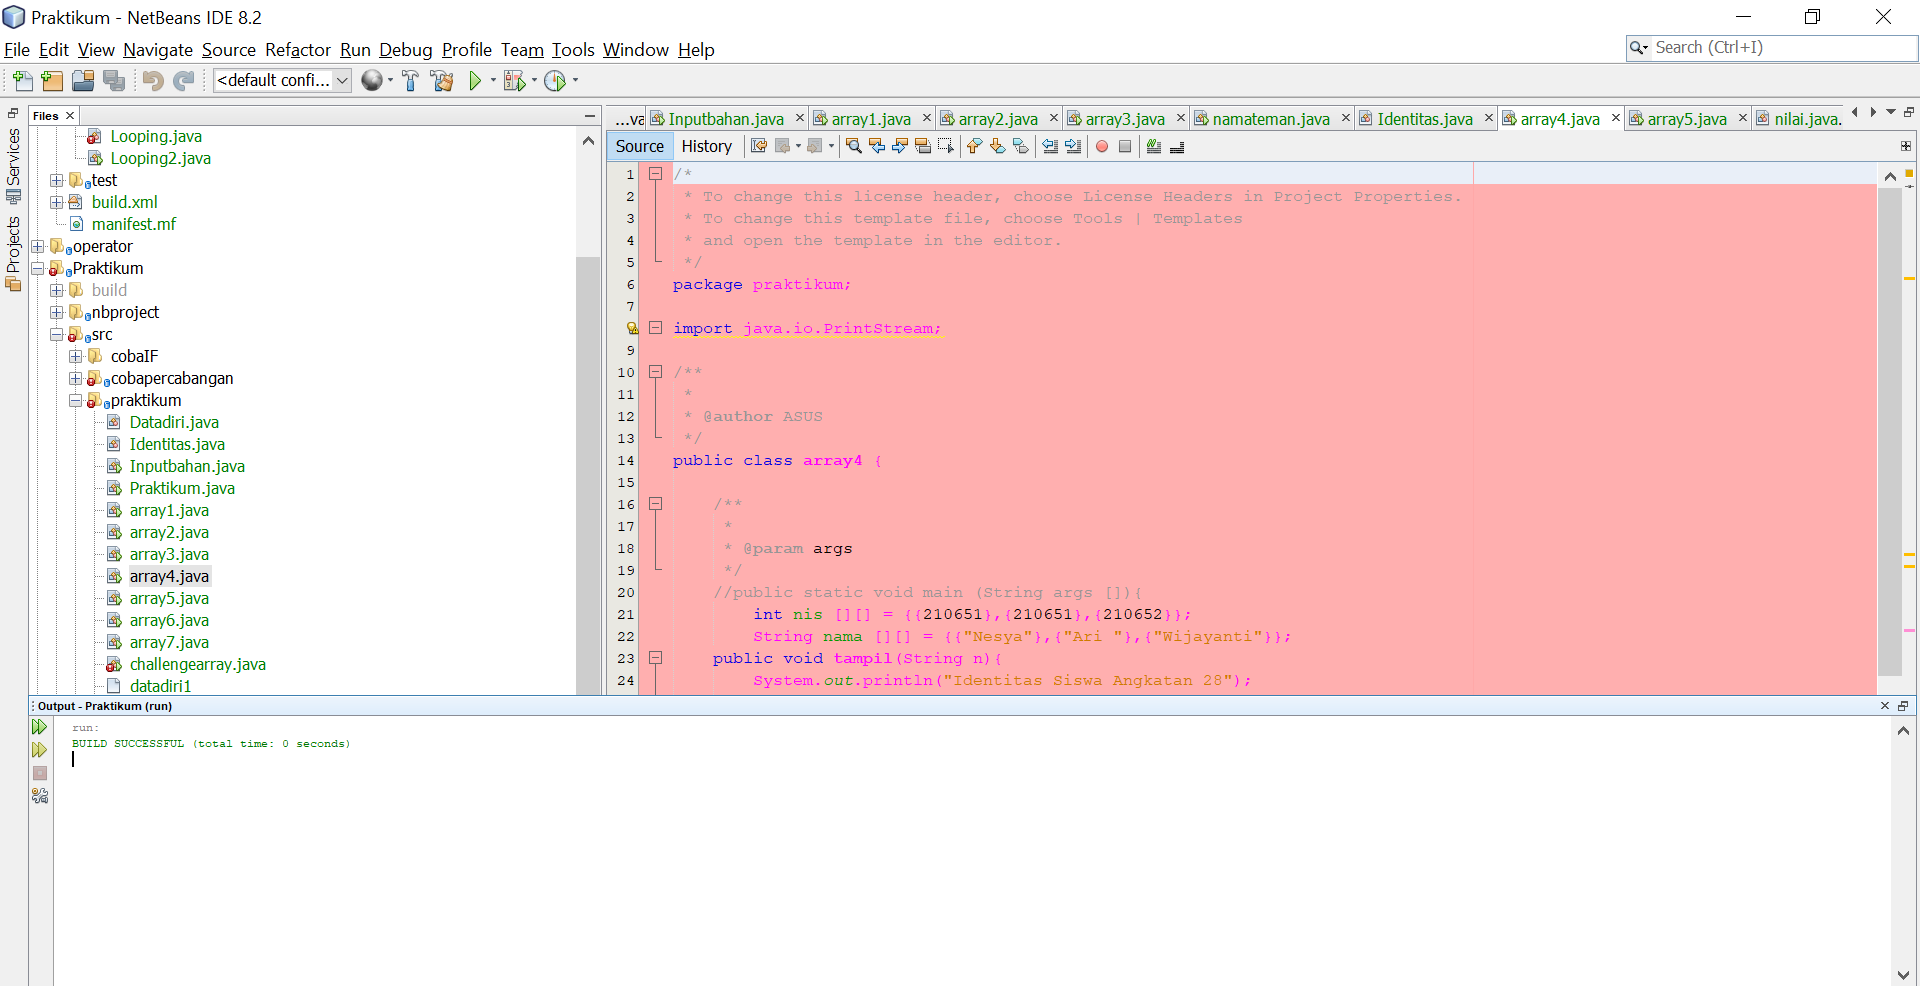 Praktikum - NetBeans IDE 8.2
File Edit View Navigate Source Refactor Run Debug Profile Team Tools Window Help
Search (Ctrl+I)
<default confi...
Services
Projects
Files
Looping.java
Looping2.java
test
build.xml
manifest.mf
operator
Praktikum
build
nbproject
src
cobaIF
cobapercabangan
praktikum
Datadiri.java
Identitas.java
Inputbahan.java
Praktikum.java
array1.java
array2.java
array3.java
array4.java
array5.java
array6.java
array7.java
challengearray.java
datadiri1
...va Inputbahan.java array1.java array2.java array3.java namateman.java Identitas.java array4.java array5.java nilai.java.
Source History
1 /*
2 * To change this license header, choose License Headers in Project Properties.
3 * To change this template file, choose Tools | Templates
4 * and open the template in the editor.
5 */
6 package praktikum;
7
import java.io.PrintStream;
9
10 /**
11 *
12 * @author ASUS
13 */
14 public class array4 {
15
16 /**
17 *
18 * @param args
19 */
20 //public static void main (String args []){
21 int nis [][] = {{210651},{210651},{210652}};
22 String nama [][] = {{"Nesya"},{"Ari "},{"Wijayanti"}};
23 public void tampil(String n){
24 System.out.println("Identitas Siswa Angkatan 28");
Output - Praktikum (run)
run:
BUILD SUCCESSFUL (total time: 0 seconds)